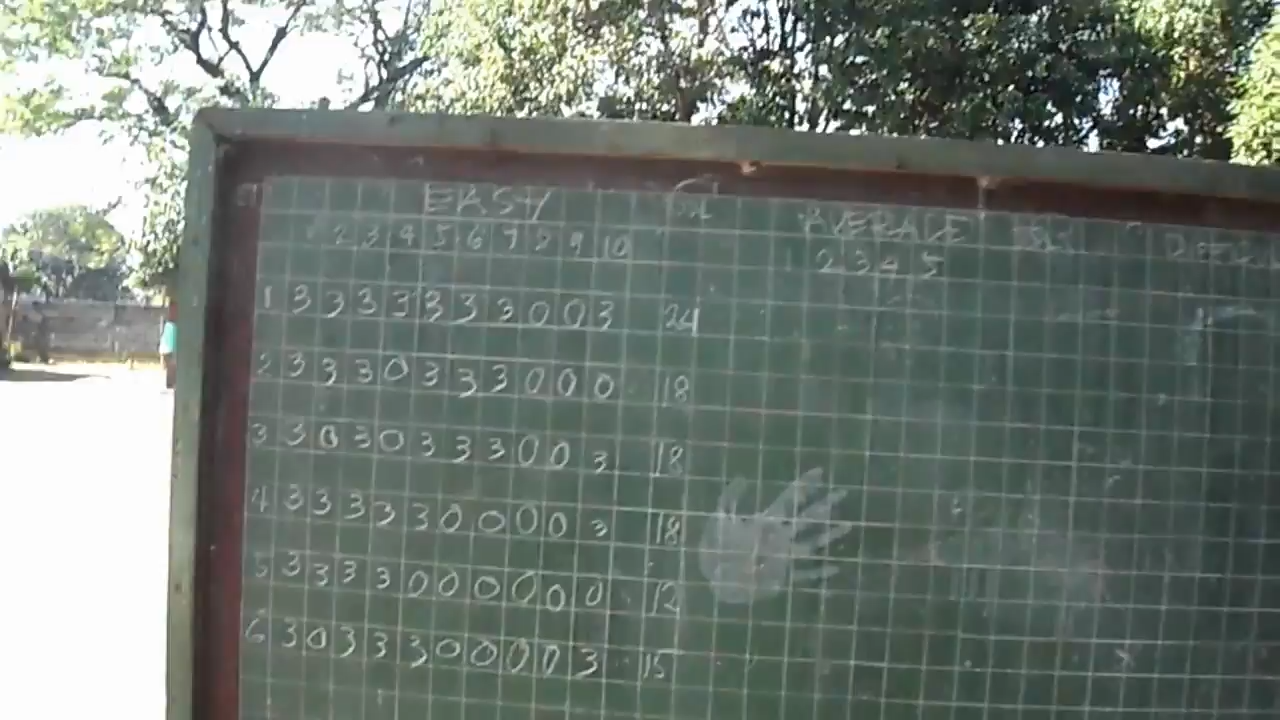 EASY AVERAGE
2 3 4 5 6 7 8 9 10 2 3 4 5
1 3 3 3 3 3 3 3 0 0 3 24
2 3 3 3 0 3 3 3 0 0 0 18
3 3 0 3 0 3 3 3 0 0 3 18
4 3 3 3 3 3 0 0 0 0 3 18
5 3 3 3 3 0 0 0 0 0 0 12
6 3 0 3 3 3 0 0 0 0 3 15